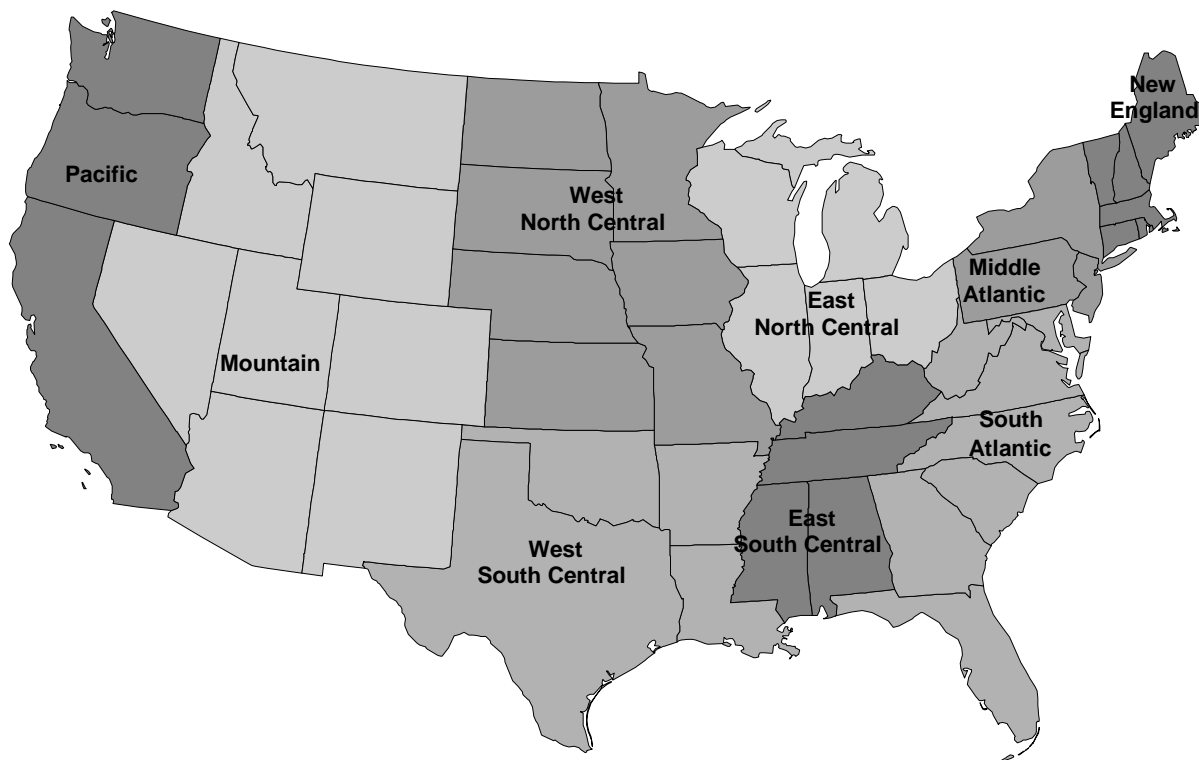 New
England
Pacific
West
North Central
Middle
Atlantic
East
North Central
Mountain
South
Atlantic
East
South Central
West
South Central